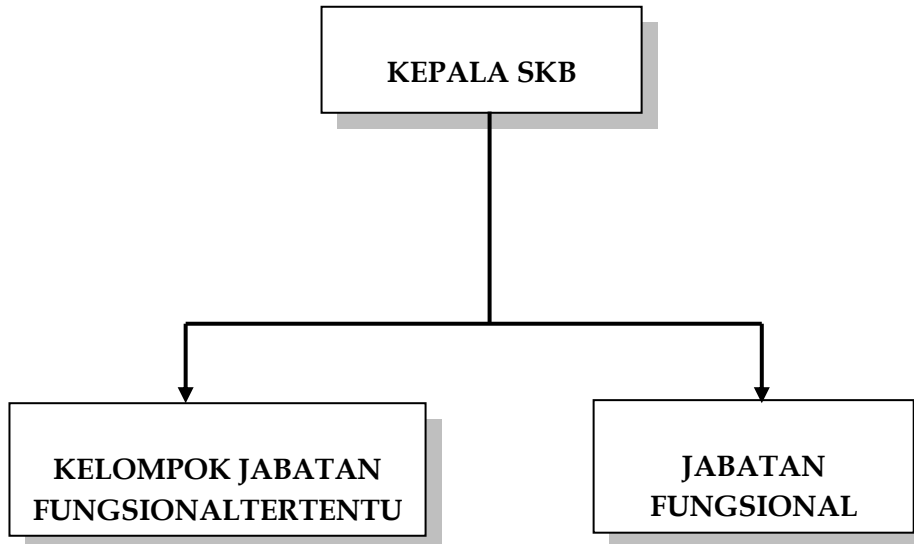 KEPALA SKB
KELOMPOK JABATAN
FUNGSIONALTERTENTU
JABATAN
FUNGSIONAL